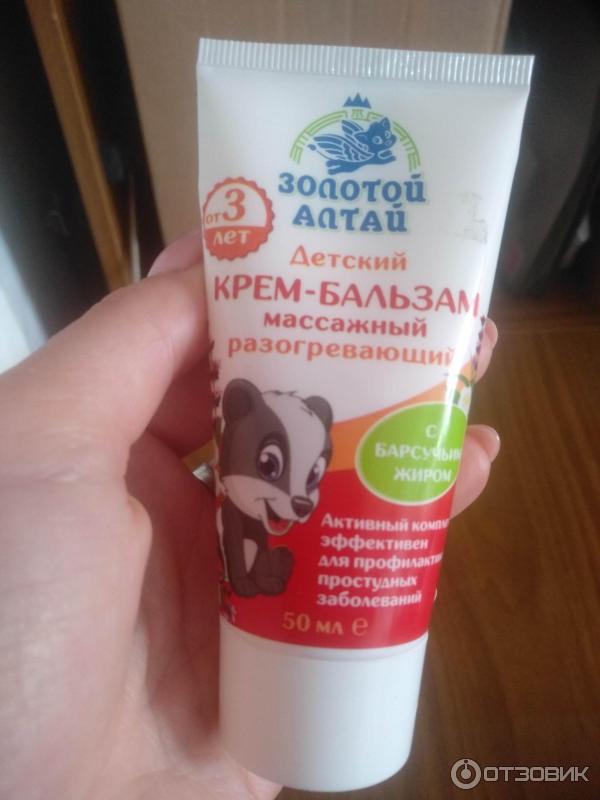 ЗОЛОТОЙ
АЛТАЙ
от 3
лет
Детский
КРЕМ-БАЛЬЗАМ
массажный
разогревающий
С
БАРСУЧЬИМ
ЖИРОМ
Активный
эффективен
для
простудных
заболеваний
50 мл е
ОТЗОВИК